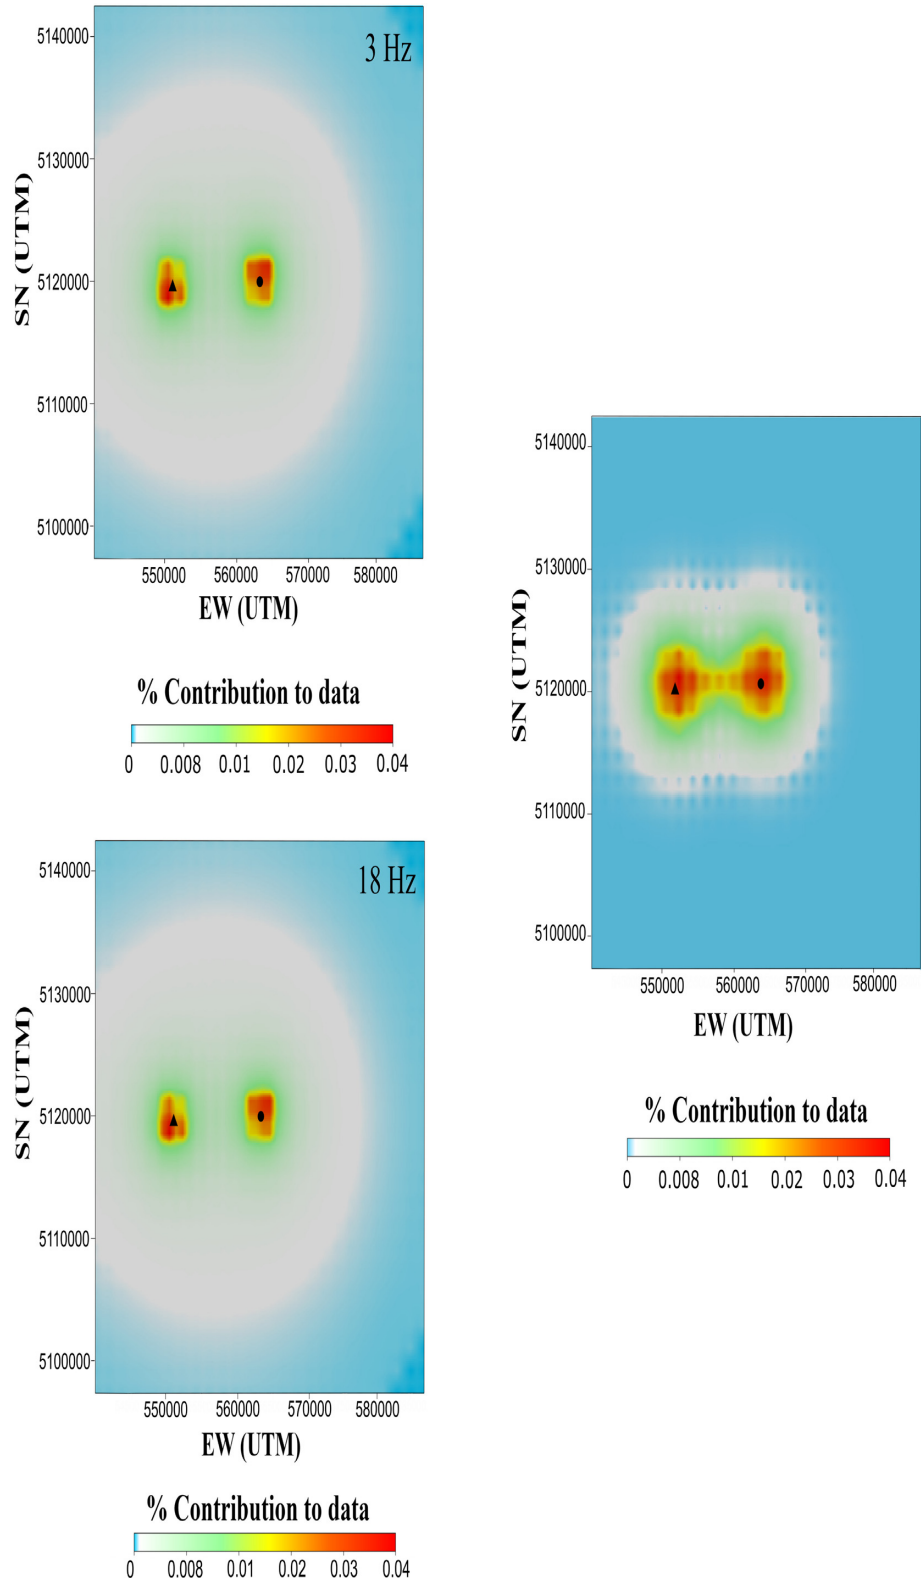 3 Hz
5140000
5130000
5120000
5110000
5100000
SN (UTM)
550000 560000 570000 580000
EW (UTM)
% Contribution to data
0 0.008 0.01 0.02 0.03 0.04
18 Hz
5140000
5130000
5120000
5110000
5100000
SN (UTM)
550000 560000 570000 580000
EW (UTM)
% Contribution to data
0 0.008 0.01 0.02 0.03 0.04
5140000
5130000
5120000
5110000
5100000
SN (UTM)
550000 560000 570000 580000
EW (UTM)
% Contribution to data
0 0.008 0.01 0.02 0.03 0.04